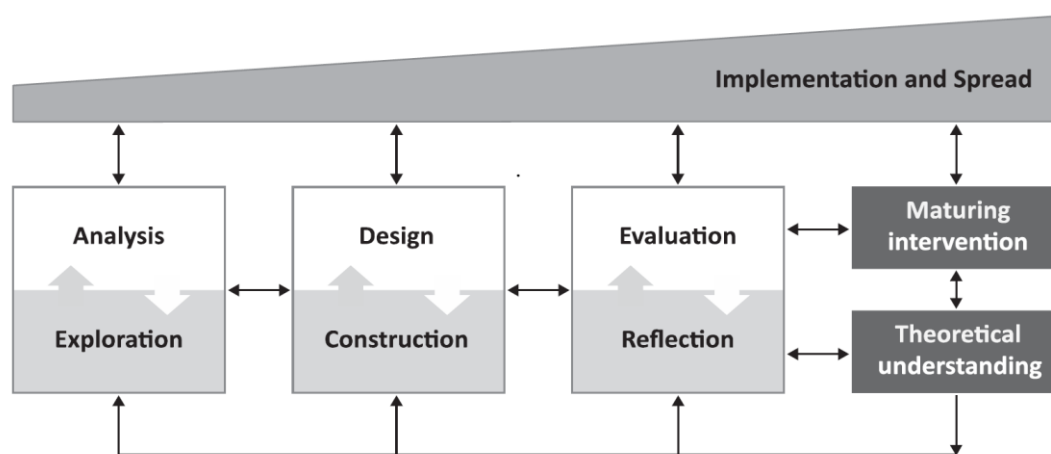 Implementation and Spread
Analysis
Exploration
Design
Construction
Evaluation
Reflection
Maturing
intervention
Theoretical
understanding